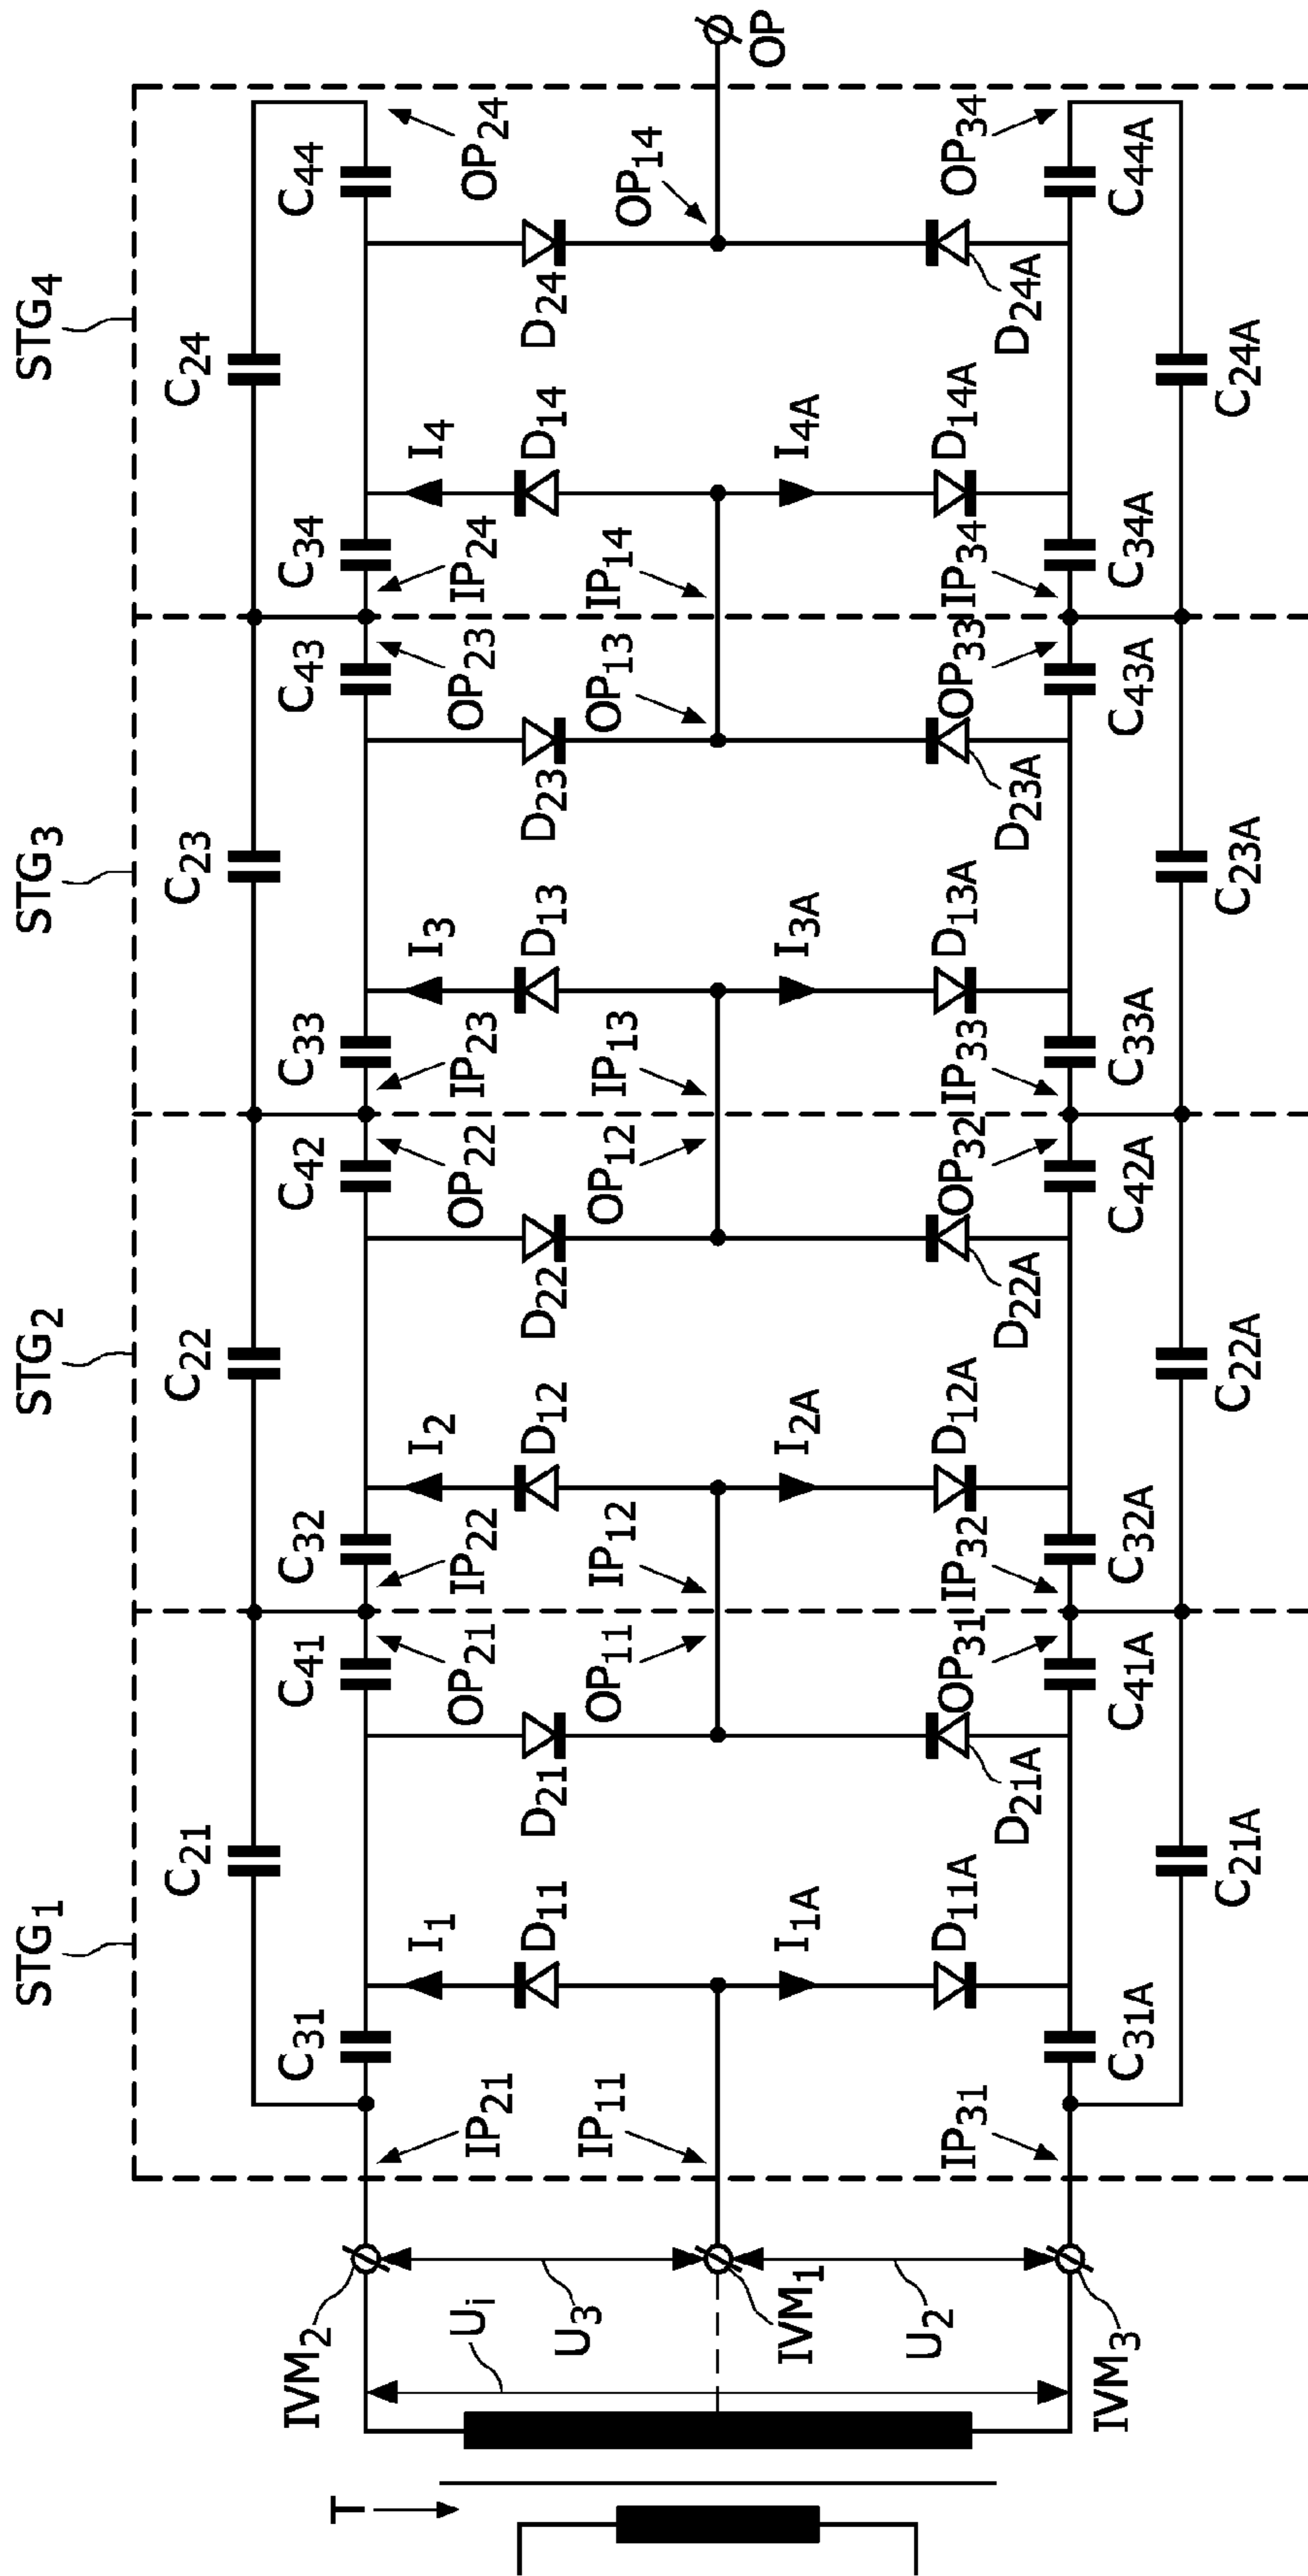 STG1
STG2
STG3
STG4
C21
C22
C23
C24
C31
C41
C32
C42
C33
C43
C34
C44
IVM2
Ui
U3
IP21
I1
OP21
IP22
I2
OP22
IP23
I3
OP23
IP24
I4
OP24
D11
D21
D12
D22
D13
D23
D14
D24
T
IP11
OP11
IP12
OP12
IP13
OP13
IP14
OP14
OP
IVM1
I1A
I2A
I3A
I4A
U2
IP31
D11A
D21A
OP31
IP32
D12A
D22A
OP32
IP33
D13A
D23A
OP33
IP34
D14A
D24A
OP34
IVM3
C31A
C41A
C32A
C42A
C33A
C43A
C34A
C44A
C21A
C22A
C23A
C24A